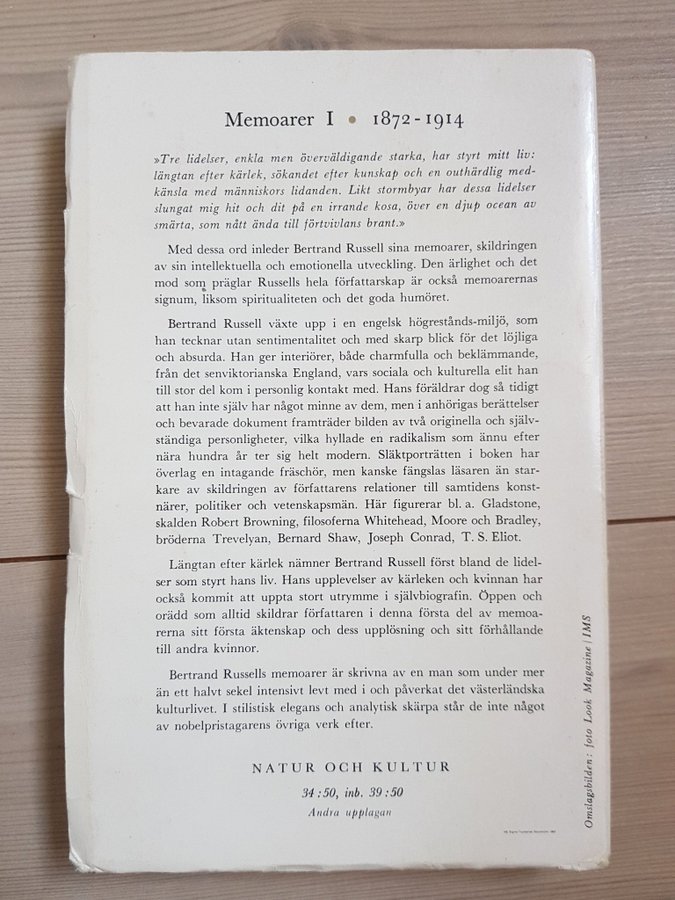 Memoarer I • 1872-1914
»Tre lidelser, enkla men överväldigande starka, har styrt mitt liv:
längtan efter kärlek, sökandet efter kunskap och en outhärdlig med-
känsla med människors lidanden. Likt stormbyar har dessa lidelser
slungat mig hit och dit på en irrande kosa, över en djup ocean av
smärta, som nått ända till förtvivlans brant.»
Med dessa ord inleder Bertrand Russell sina memoarer, skildringen
av sin intellektuella och emotionella utveckling. Den ärlighet och det
mod som präglar Russells hela författarskap är också memoarernas
signum, liksom spiritualiteten och det goda humöret.
Bertrand Russell växte upp i en engelsk högrestånds-miljö, som
han tecknar utan sentimentalitet och med skarp blick för det löjliga
och absurda. Han ger interiörer, både charmfulla och beklämmande,
från det senviktorianska England, vars sociala och kulturella elit han
till stor del kom i personlig kontakt med. Hans föräldrar dog så tidigt
att han inte själv har något minne av dem, men i anhörigas berättelser
och bevarade dokument framträder bilden av två originella och själv-
ständiga personligheter, vilka hyllade en radikalism som ännu efter
nära hundra år ter sig helt modern. Släktporträtten i boken har
överlag en intagande fräschör, men kanske fängslas läsaren än star-
kare av skildringen av författarens relationer till samtidens konst-
närer, politiker och vetenskapsmän. Här figurerar bl. a. Gladstone,
skalden Robert Browning, filosoferna Whitehead, Moore och Bradley,
bröderna Trevelyan, Bernard Shaw, Joseph Conrad, T. S. Eliot.
Längtan efter kärlek nämner Bertrand Russell först bland de lidel-
ser som styrt hans liv. Hans upplevelser av kärleken och kvinnan har
också kommit att uppta stort utrymme i självbiografin. Öppen och
orädd som alltid skildrar författaren i denna första del av memoa-
rerna sitt första äktenskap och dess upplösning och sitt förhållande
till andra kvinnor.
Bertrand Russells memoarer är skrivna av en man som under mer
än ett halvt sekel intensivt levt med i och påverkat det västerländska
kulturlivet. I stilistisk elegans och analytisk skärpa står de inte något
av nobelpristagarens övriga verk efter.
NATUR OCH KULTUR
34:50, inb. 39:50
Andra upplagan
Omslagsbilden: foto Look Magazine/IMS